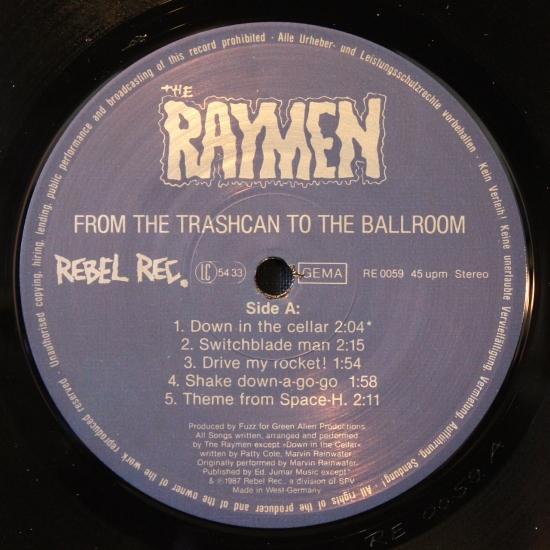 Unauthorised copying, hiring, lending, public performance and broadcasting of this record prohibited - Alle Urheber- und Leistungsschutzrechte vorbehalten - Kein Verleih! Keine unerlaubte Vervielfältigung, Vermietung, Aufführung, Sendung! - All rights of the producer and of the owner of the work reproduced reserved -
THE
RAYMEN
FROM THE TRASHCAN TO THE BALLROOM
REBEL REC. LC 5433 GEMA RE 0059 45 upm Stereo
Side A:
1. Down in the cellar 2:04*
2. Switchblade man 2:15
3. Drive my rocket! 1:54
4. Shake down-a-go-go 1:58
5. Theme from Space-H. 2:11
Produced by Fuzz for Green Alien Productions
All Songs written, arranged and performed
by The Raymen except »Down in the Cellar«
written by Patty Cole, Marvin Rainwater
Originally performed by Marvin Rainwater
Published by Ed. Jumar Music except*
℗ & © 1987 Rebel Rec., a division of SPV
Made in West-Germany
RE 0059 A